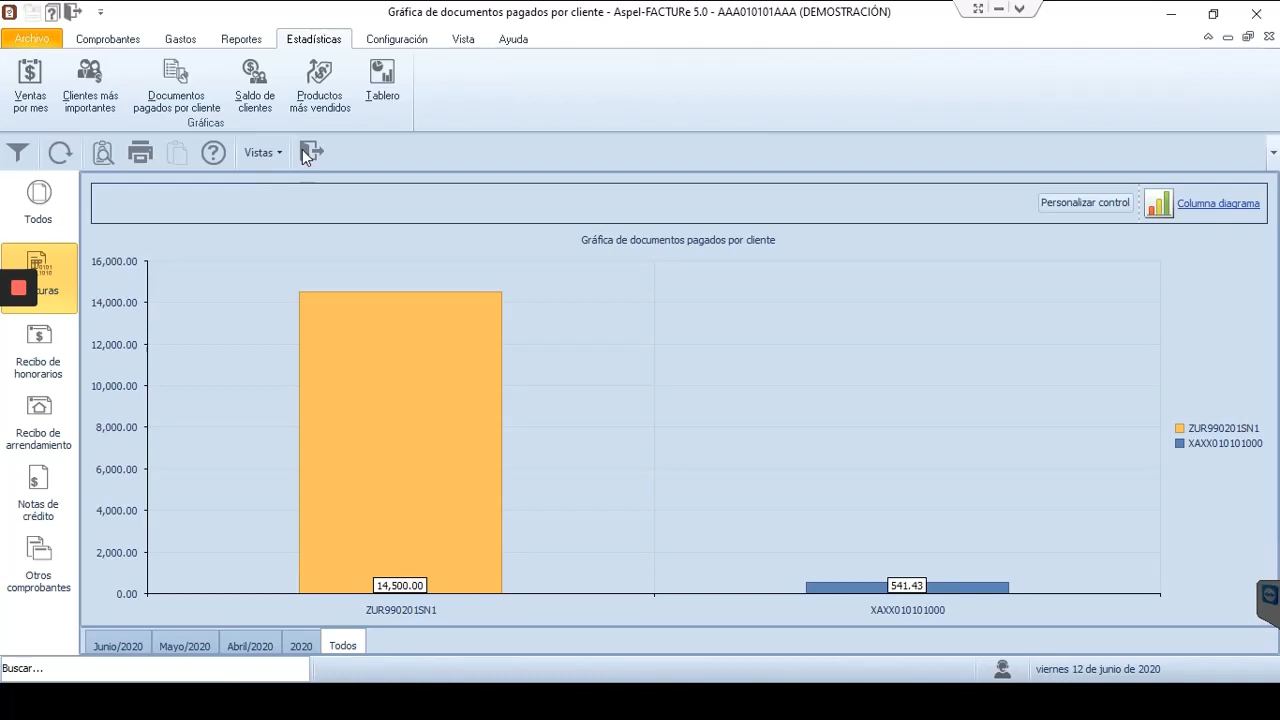 Gráfica de documentos pagados por cliente - Aspel-FACTURe 5.0 - AAA010101AAA (DEMOSTRACIÓN)
Archivo Comprobantes Gastos Reportes Estadísticas Configuración Vista Ayuda
Ventas por mes
Clientes más importantes
Documentos pagados por cliente
Saldo de clientes
Productos más vendidos
Tablero
Gráficas
Vistas
Todos
Recibo de
honorarios
Recibo de
arrendamiento
Notas de
crédito
Otros
comprobantes
Personalizar control
Columna diagrama
Gráfica de documentos pagados por cliente
16,000.00
14,000.00
12,000.00
10,000.00
8,000.00
6,000.00
4,000.00
2,000.00
0.00
14,500.00
541.43
ZUR990201SN1
XAXX010101000
ZUR990201SN1
XAXX010101000
Junio/2020 Mayo/2020 Abril/2020 2020 Todos
Buscar...
viernes 12 de junio de 2020